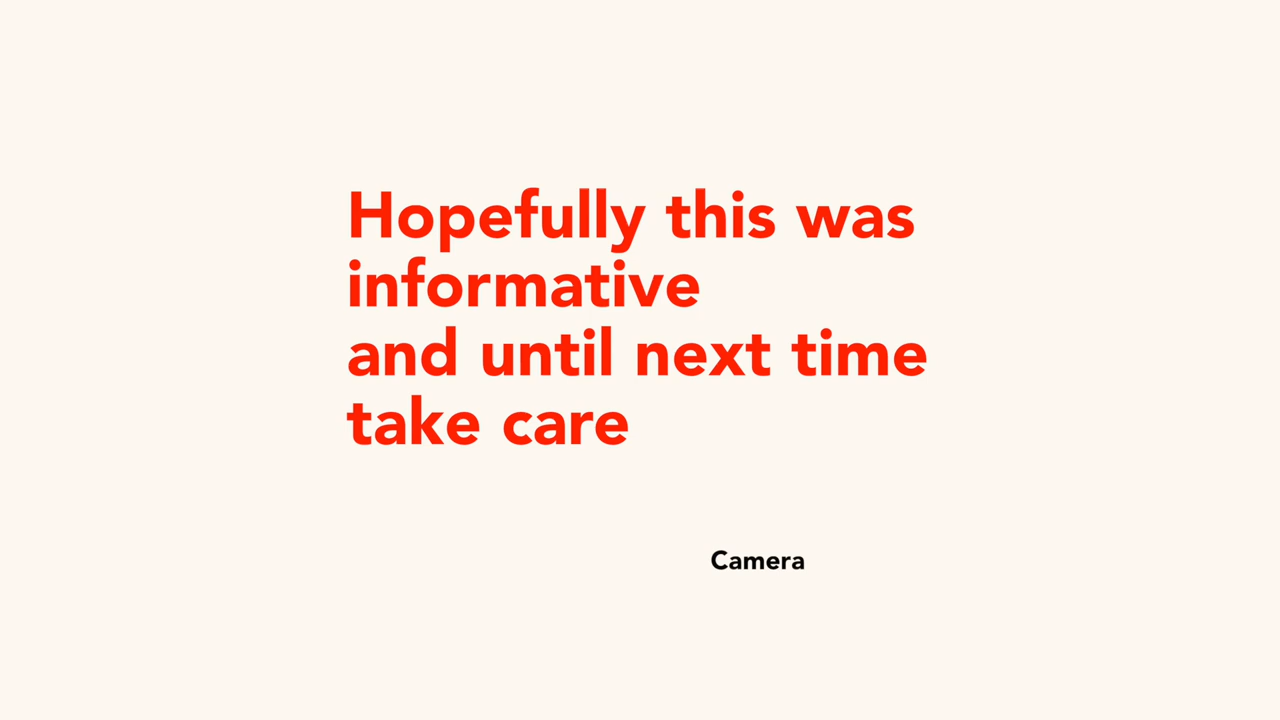 Hopefully this was
informative
and until next time
take care
Camera